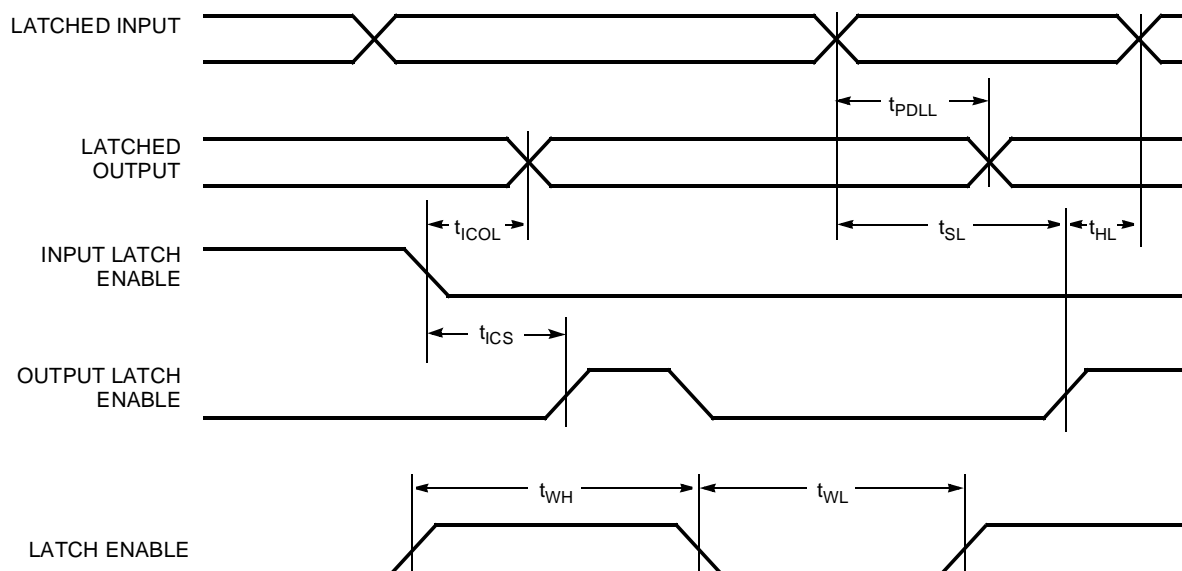 LATCHED INPUT
tPDLL
LATCHED
OUTPUT
tICOL
tSL
tHL
INPUT LATCH
ENABLE
tICS
OUTPUT LATCH
ENABLE
tWH
tWL
LATCH ENABLE